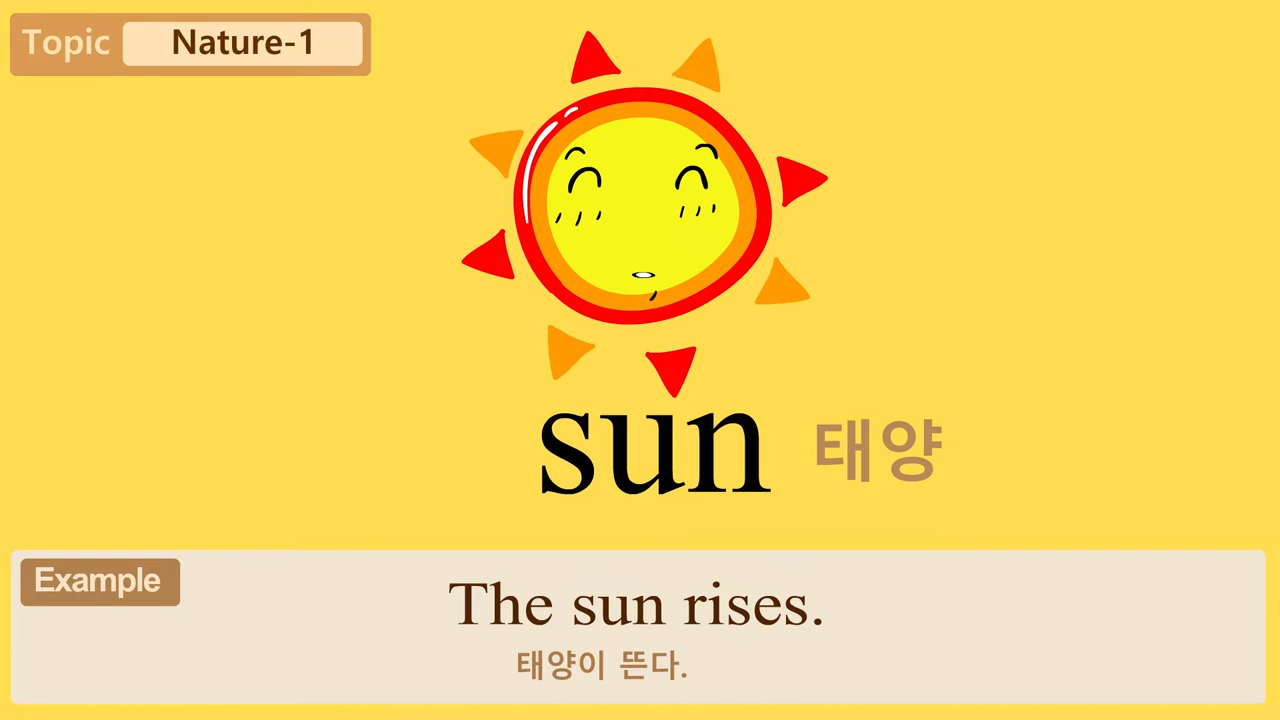 Topic Nature-1
sun 태양
Example
The sun rises.
태양이 뜬다.